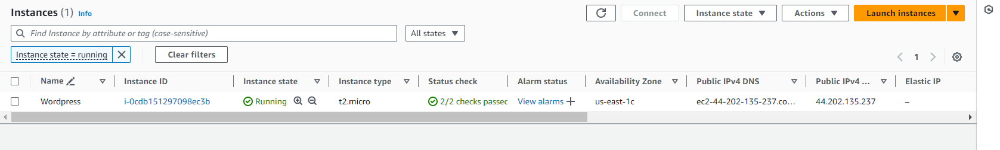 Instances (1) Info
Connect
Instance state
Actions
Launch instances
Find Instance by attribute or tag (case-sensitive)
All states
Instance state = running
Clear filters
1
Name Instance ID Instance state Instance type Status check Alarm status Availability Zone Public IPv4 DNS Public IPv4 ... Elastic IP
Wordpress i-0cdb151297098ec3b Running t2.micro 2/2 checks passec View alarms + us-east-1c ec2-44-202-135-237.co... 44.202.135.237 –